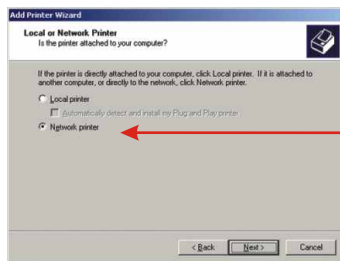 Add Printer Wizard
Local or Network Printer
Is the printer attached to your computer?
If the printer is directly attached to your computer, click Local printer. If it is attached to
another computer, or directly to the network, click Network printer.
Local printer
Automatically detect and install my Plug and Play printer
Network printer
< Back
Next >
Cancel